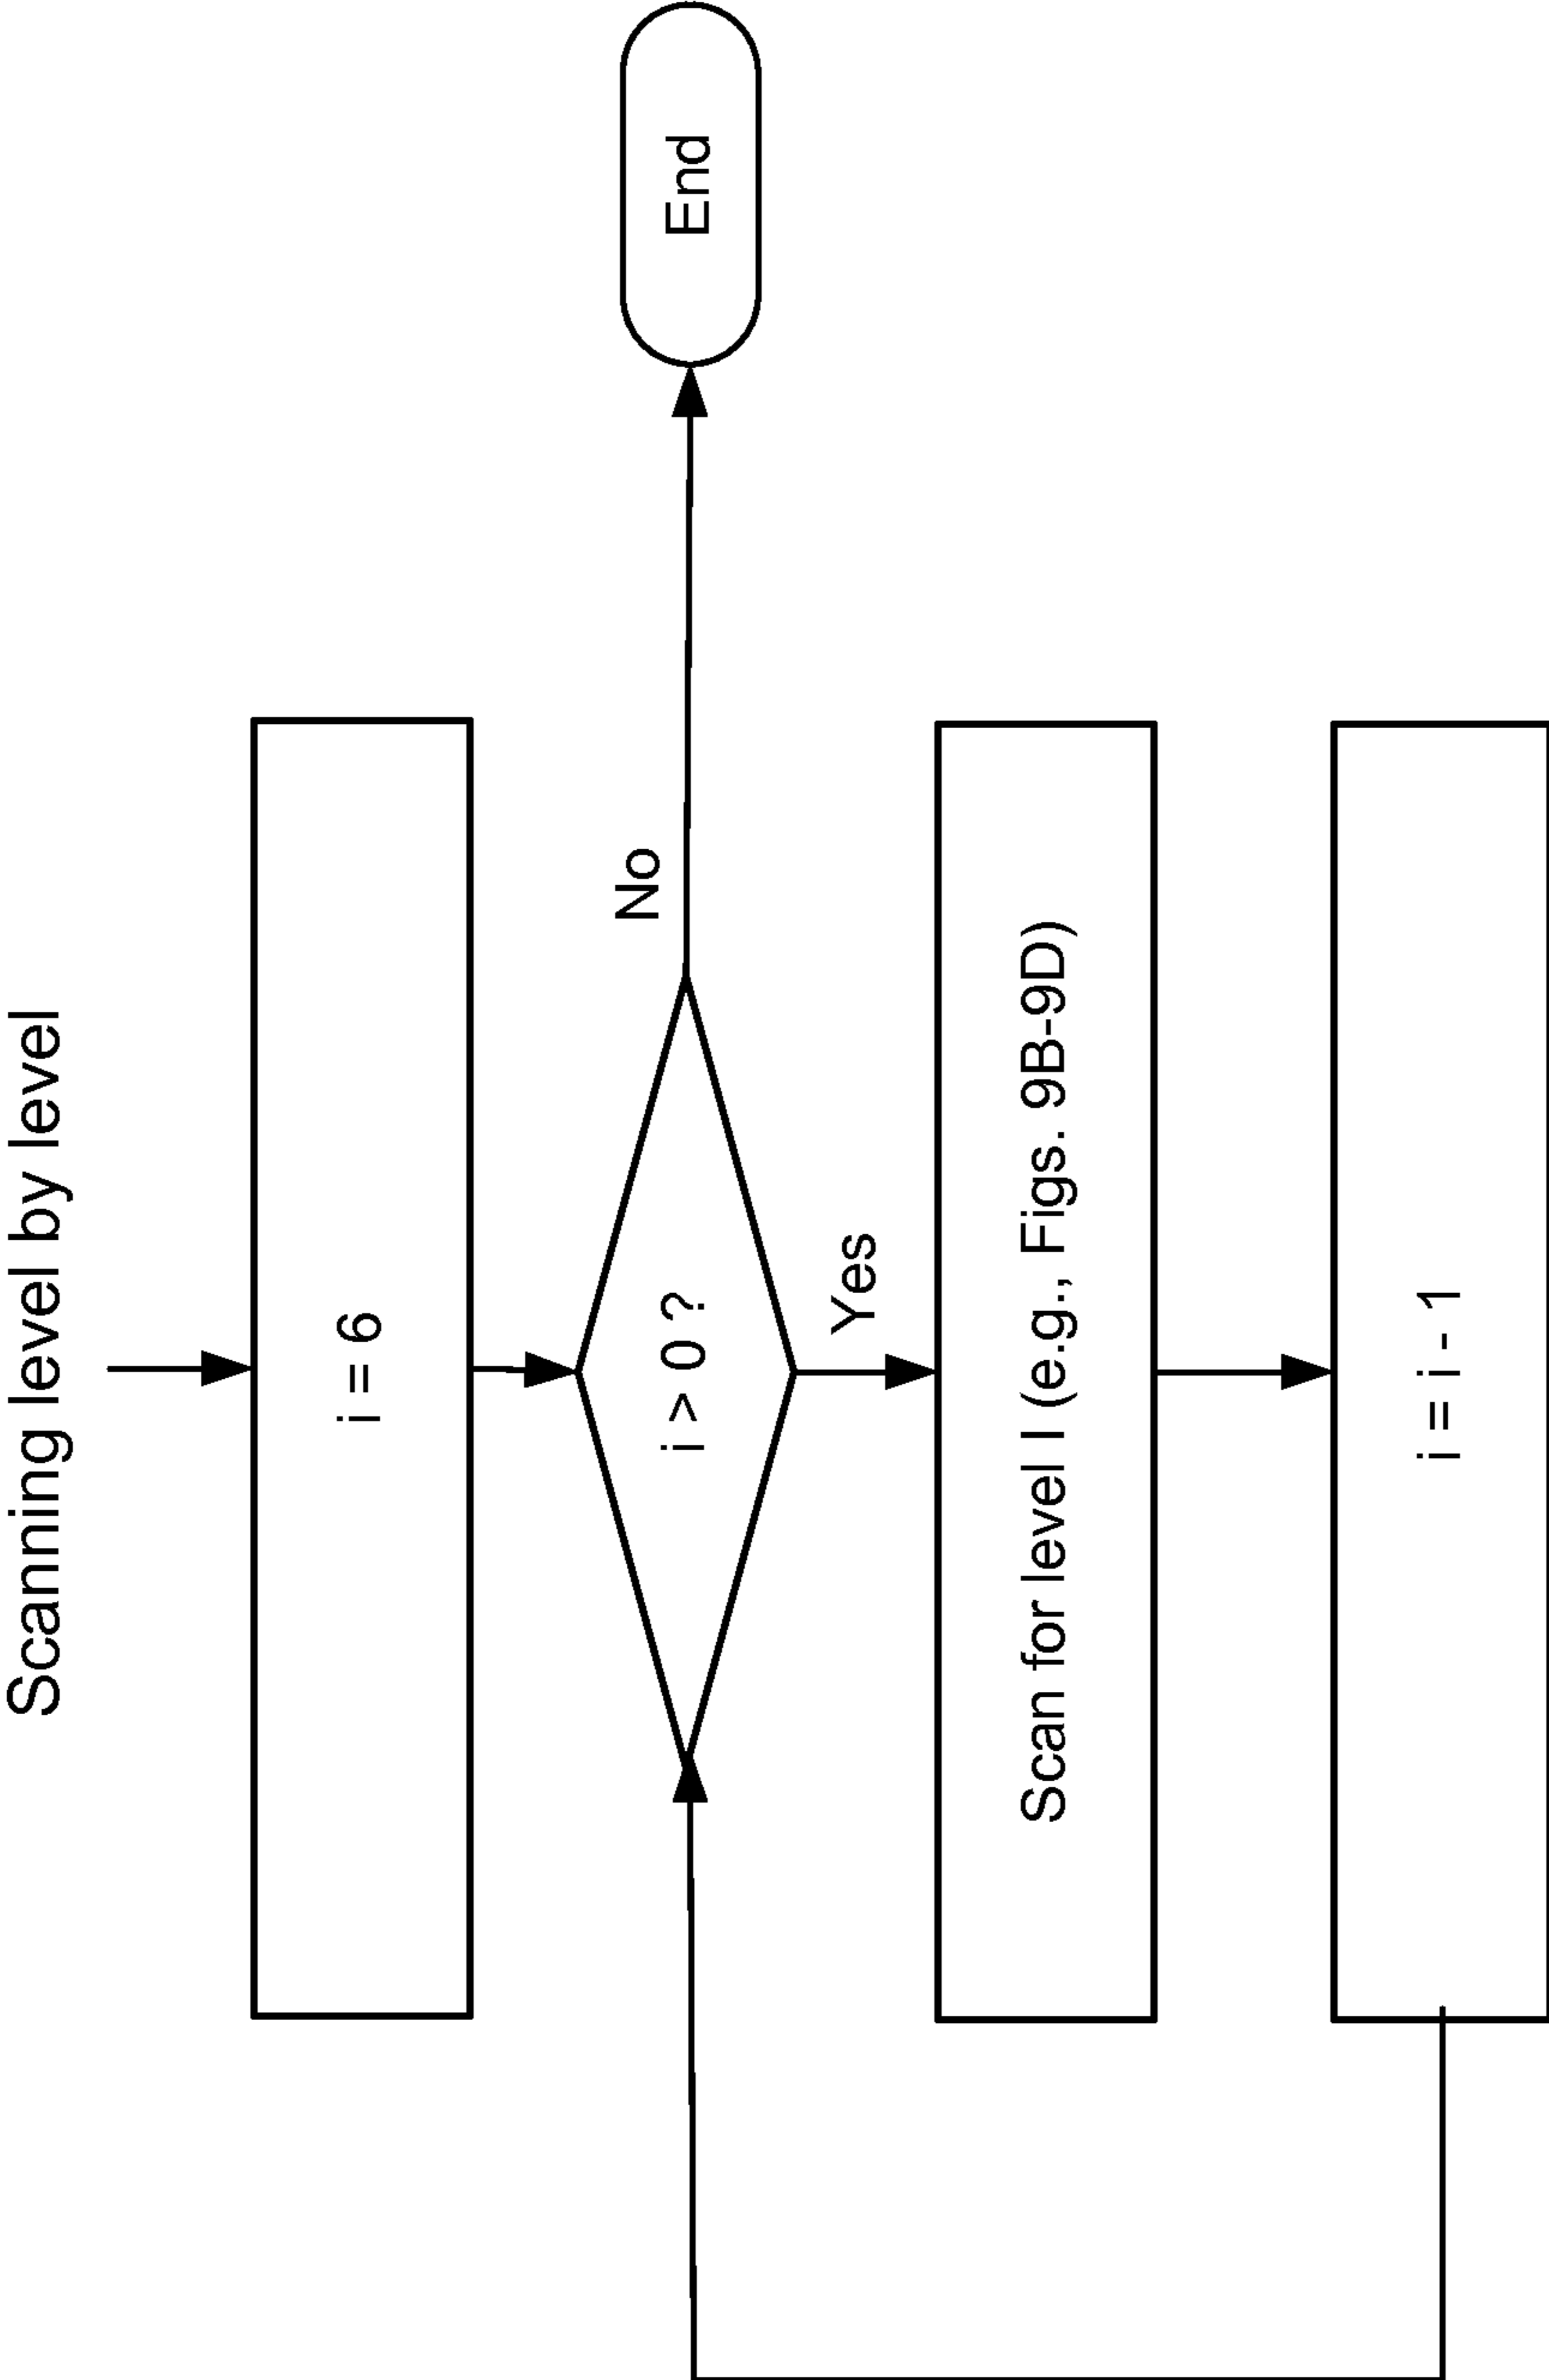 Scanning level by level
i = 6
i > 0 ?
No
End
Yes
Scan for level I (e.g., Figs. 9B-9D)
i = i - 1